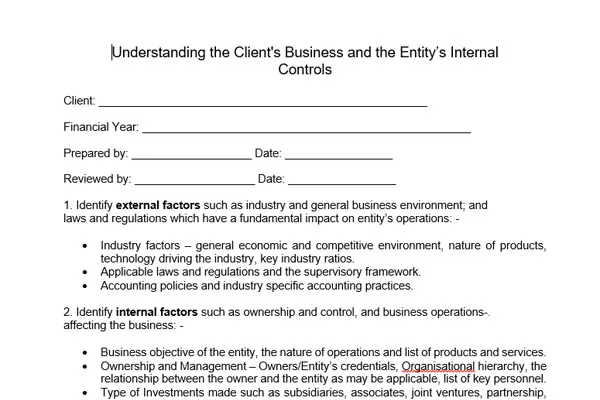 Understanding the Client's Business and the Entity's Internal
Controls
Client: ____________________________________________
Financial Year: ____________________________________________
Prepared by: ________________ Date: ______________
Reviewed by: ________________ Date: ______________
1. Identify external factors such as industry and general business environment; and
laws and regulations which have a fundamental impact on entity's operations: -
• Industry factors – general economic and competitive environment, nature of products,
technology driving the industry, key industry ratios.
• Applicable laws and regulations and the supervisory framework.
• Accounting policies and industry specific accounting practices.
2. Identify internal factors such as ownership and control, and business operations-.
affecting the business: -
• Business objective of the entity, the nature of operations and list of products and services.
• Ownership and Management – Owners/Entity's credentials, Organisational hierarchy, the
relationship between the owner and the entity as may be applicable, list of key personnel.
• Type of Investments made such as subsidiaries, associates, joint ventures, partnership,